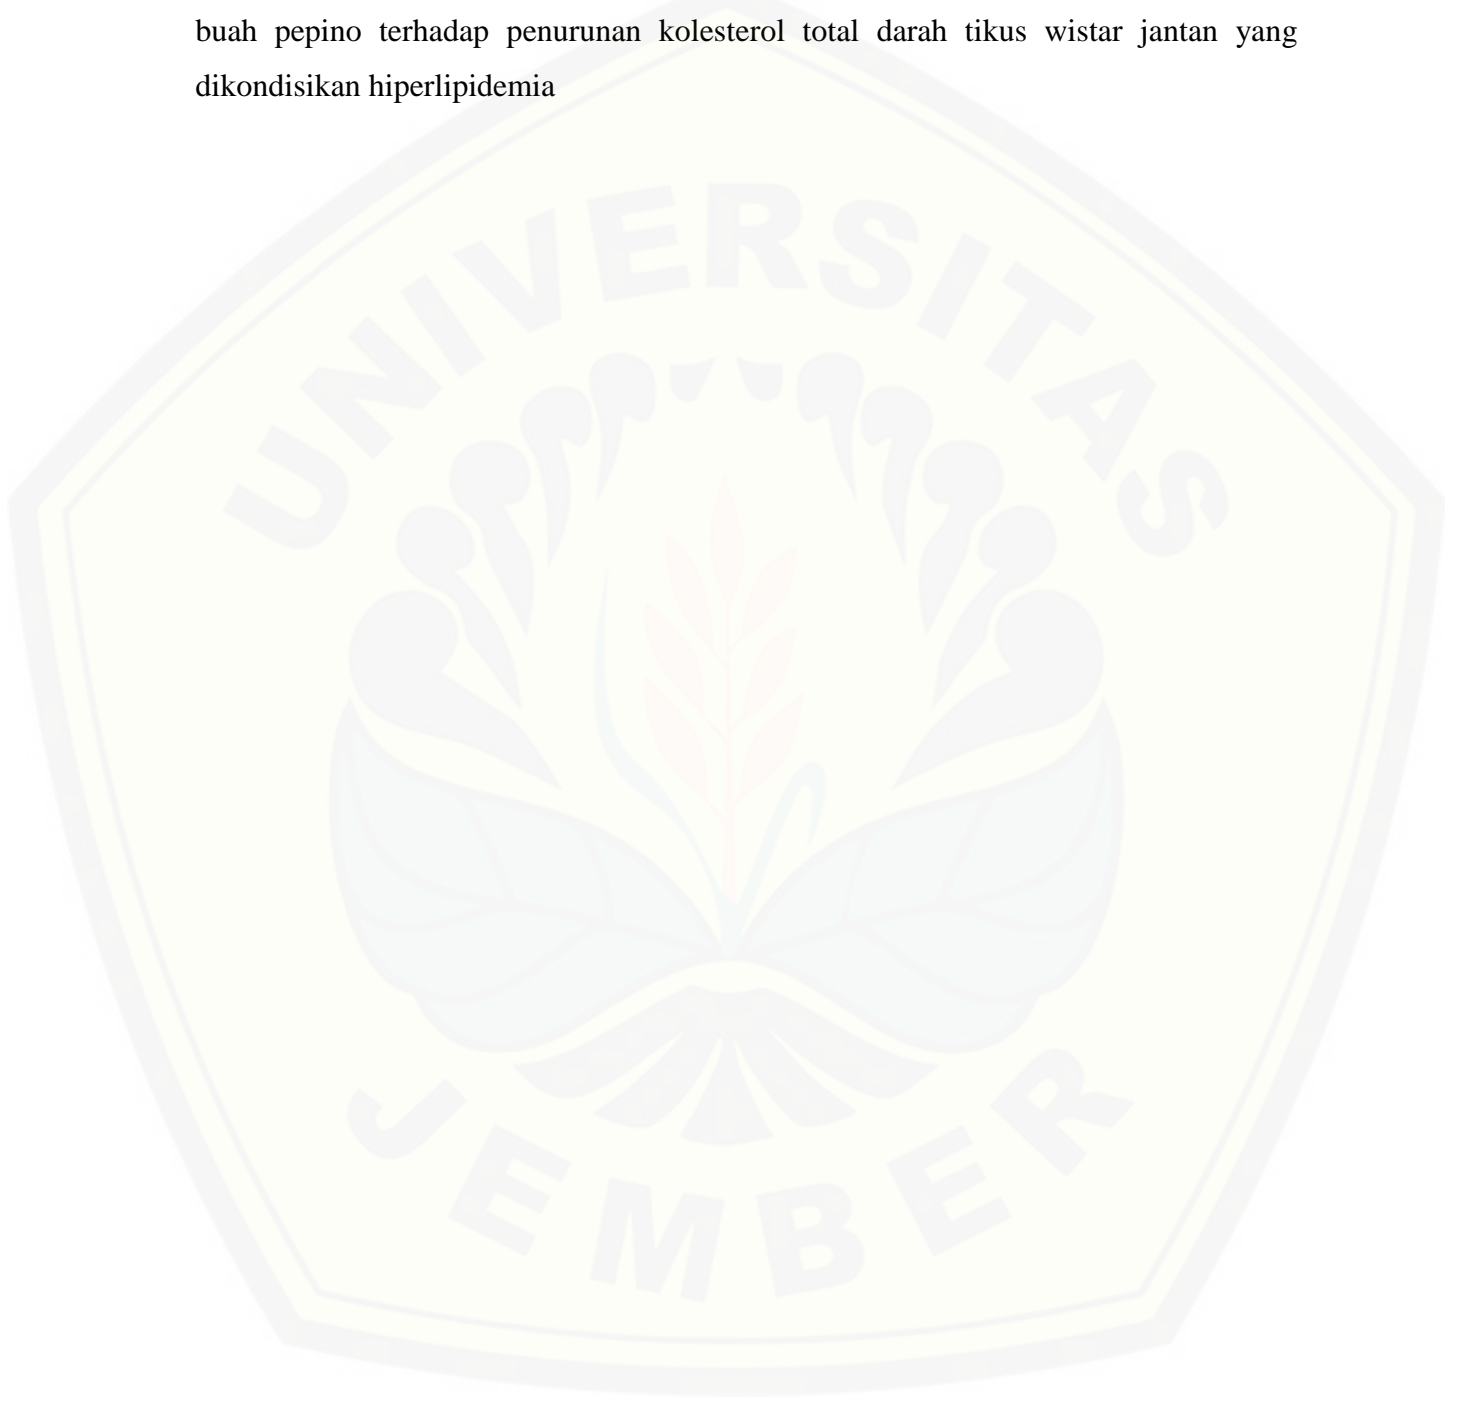 buah pepino terhadap penurunan kolesterol total darah tikus wistar jantan yang
dikondisikan hiperlipidemia
UNIVERSITAS
JEMBER